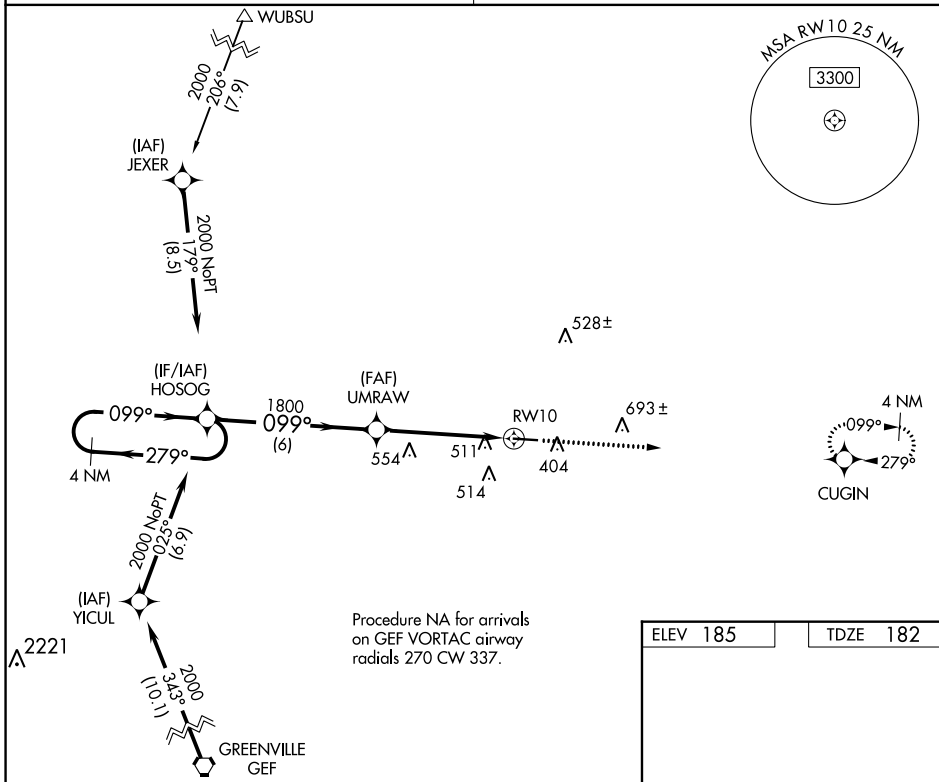 WUBSU
2000
206°
(7.9)
MSA RW10 25 NM
3300
(IAF)
JEXER
2000 NoPT
179°
(8.5)
528±
(IF/IAF)
HOSOG
(FAF)
UMRAW
099°
1800
099°
(6)
RW10
693±
4 NM
099°
279°
4 NM
554
511
514
404
279°
CUGIN
2000 NoPT
025°
(6.9)
(IAF)
YICUL
2221
Procedure NA for arrivals
on GEF VORTAC airway
radials 270 CW 337.
ELEV 185
TDZE 182
2000
343°
(10.1)
GREENVILLE
GEF